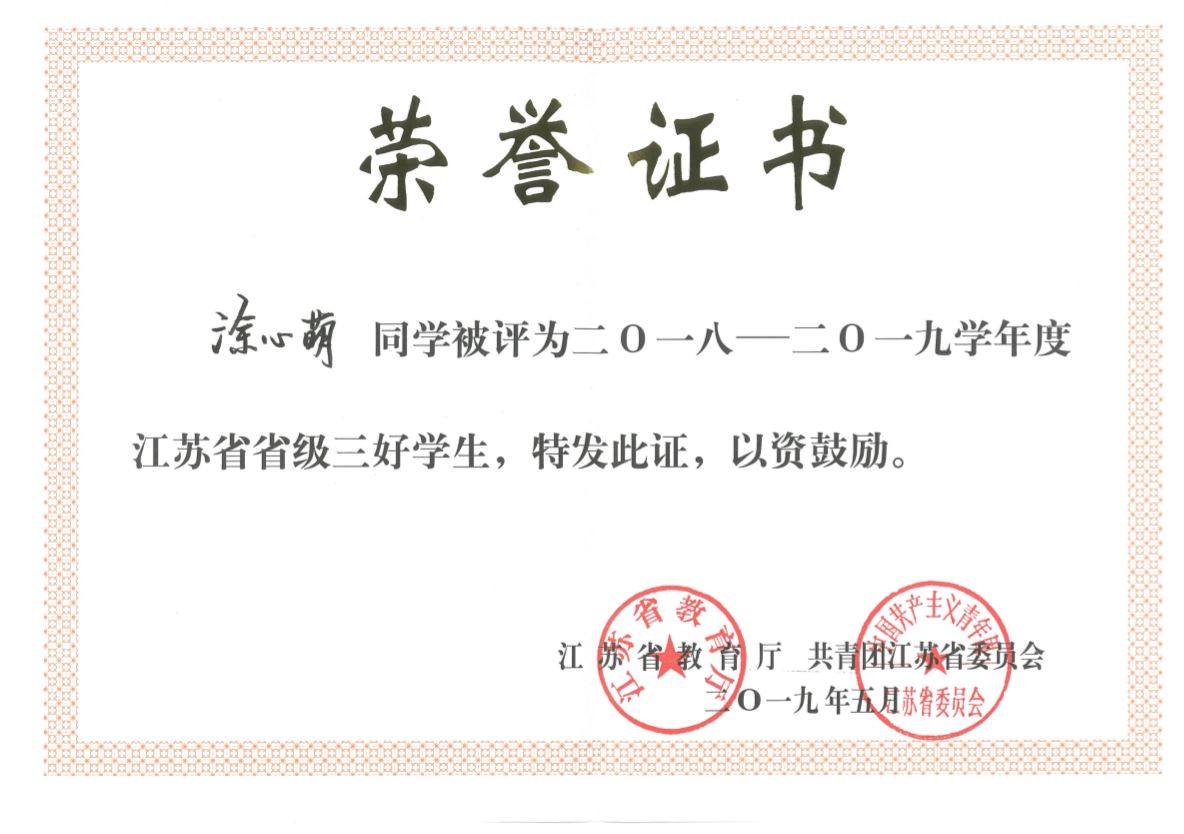 荣誉证书
涂心萌 同学被评为二O一八—二O一九学年度
江苏省省级三好学生，特发此证，以资鼓励。
江苏省教育厅 共青团江苏省委员会
二O一九年五月
江苏省教育厅
中国共产主义青年团
江苏省委员会